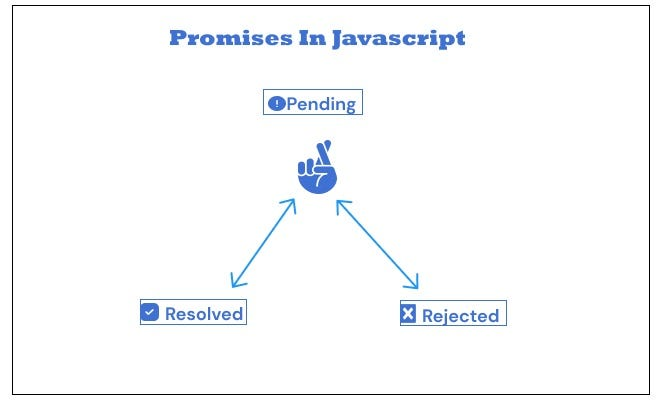 Promises In Javascript
Pending
Resolved
Rejected